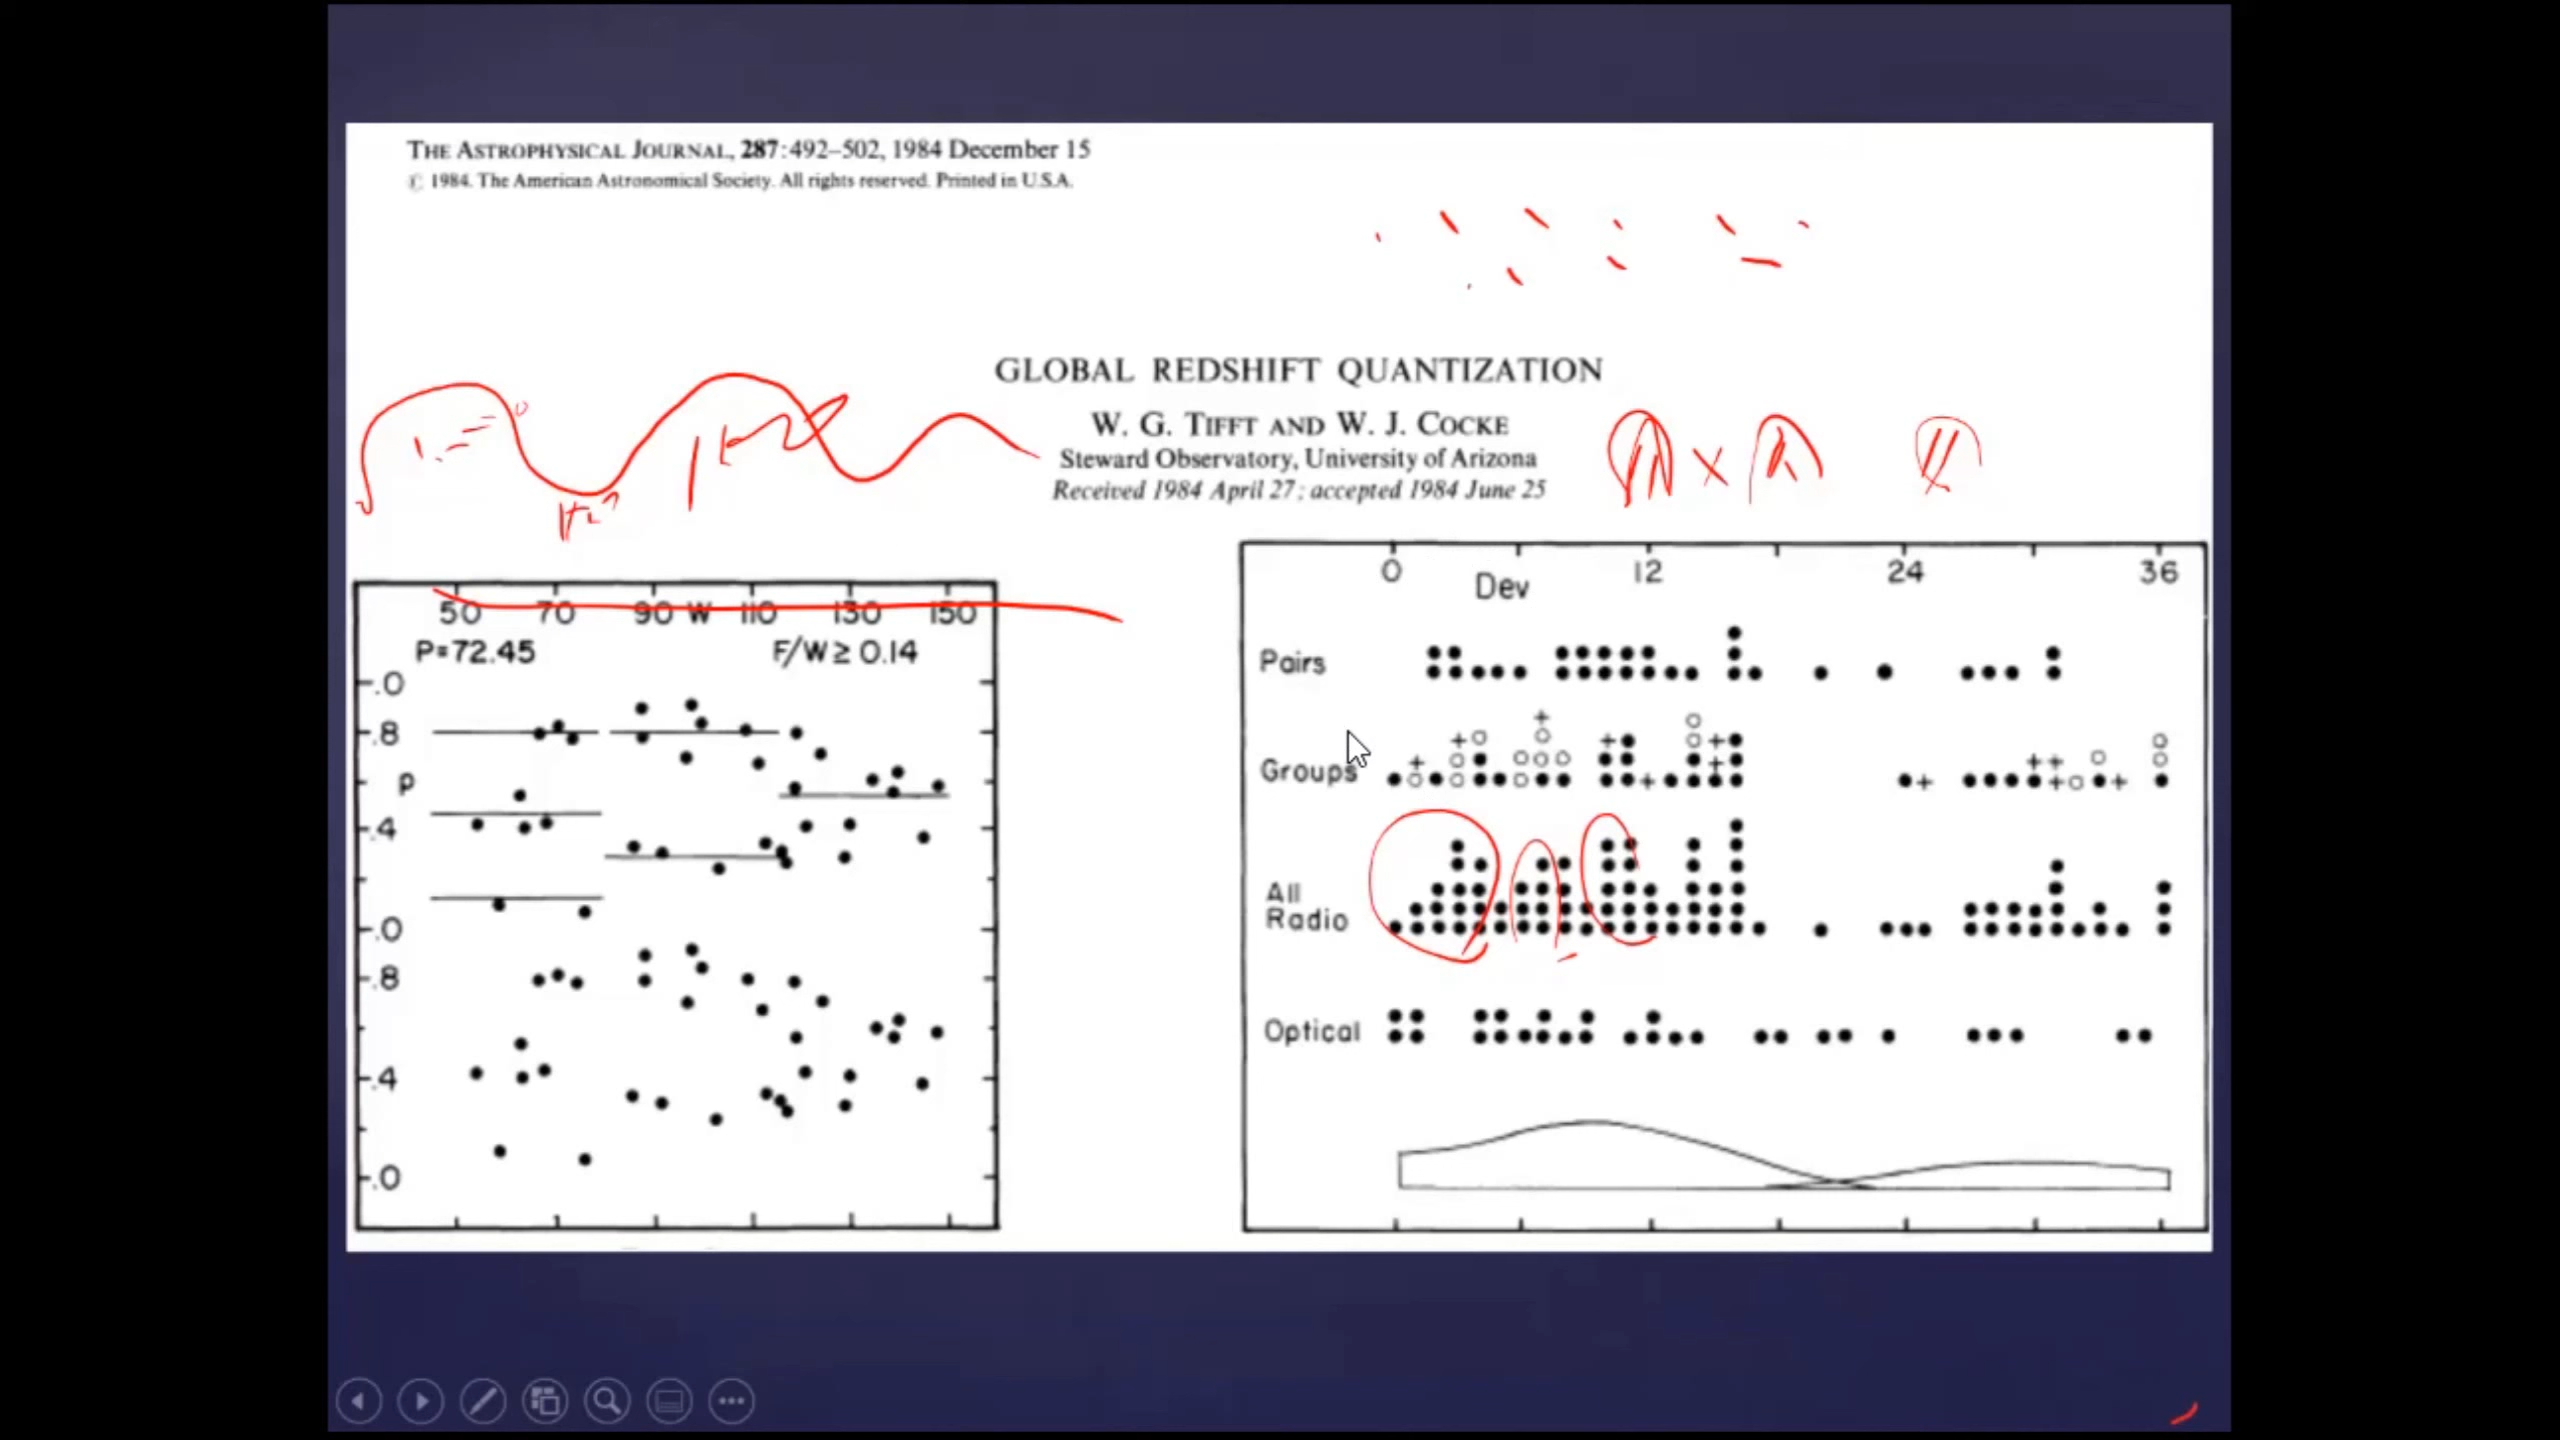 THE ASTROPHYSICAL JOURNAL, 287:492–502, 1984 December 15
© 1984. The American Astronomical Society. All rights reserved. Printed in U.S.A.
GLOBAL REDSHIFT QUANTIZATION
W. G. TIFFT AND W. J. COCKE
Steward Observatory, University of Arizona
Received 1984 April 27; accepted 1984 June 25
50 70 90 W 110 130 150
P=72.45 F/W≥ 0.14
.0
.8
P
.4
.0
.8
.4
.0
0 Dev 12 24 36
Pairs
Groups
All
Radio
Optical